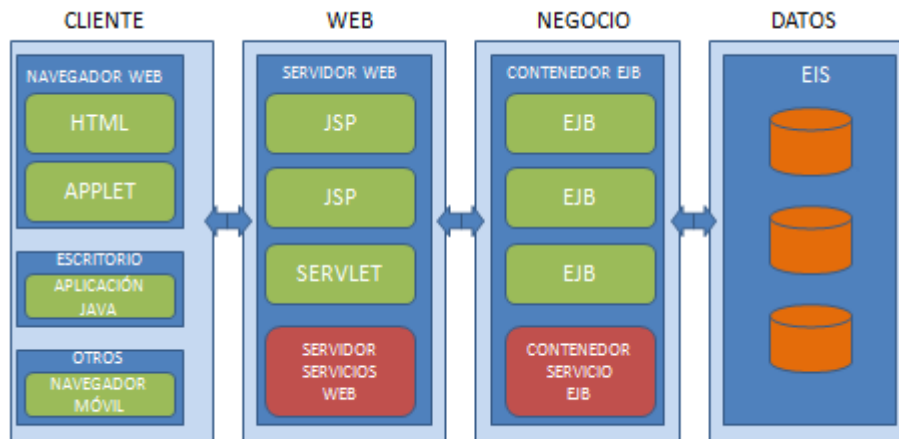 CLIENTE
NAVEGADOR WEB
HTML
APPLET
ESCRITORIO
APLICACIÓN
JAVA
OTROS
NAVEGADOR
MÓVIL
WEB
SERVIDOR WEB
JSP
JSP
SERVLET
SERVIDOR
SERVICIOS
WEB
NEGOCIO
CONTENEDOR EJB
EJB
EJB
EJB
CONTENEDOR
SERVICIO
EJB
DATOS
EIS